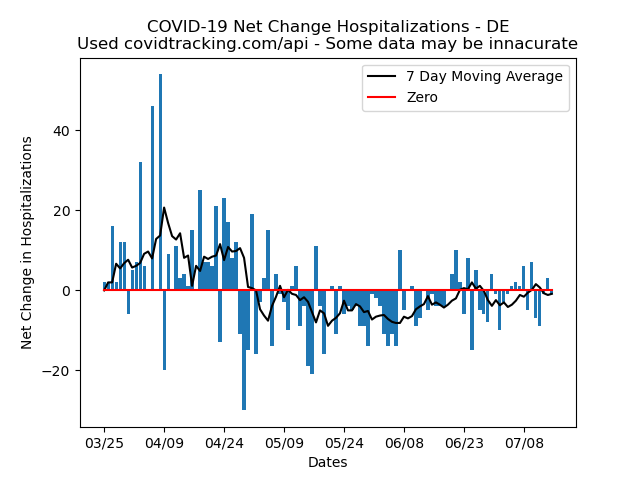 COVID-19 Net Change Hospitalizations - DE
Used covidtracking.com/api - Some data may be innacurate
7 Day Moving Average
Zero
Net Change in Hospitalizations
40
20
0
−20
03/25 04/09 04/24 05/09 05/24 06/08 06/23 07/08
Dates